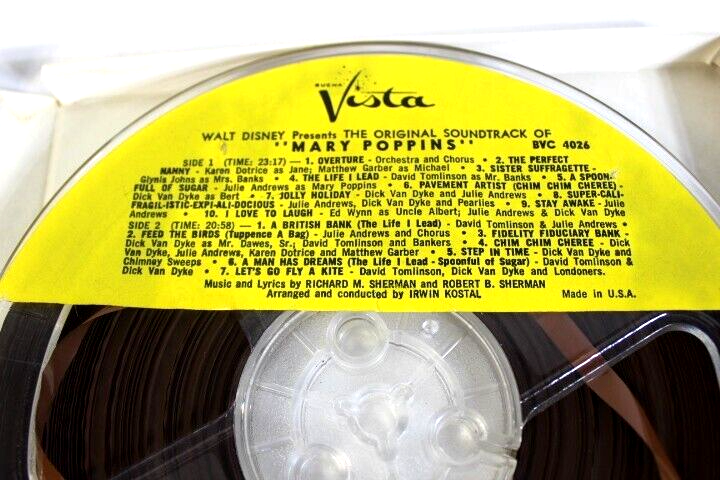 BUENA
Vista
WALT DISNEY Presents THE ORIGINAL SOUNDTRACK OF
"MARY POPPINS" BVC 4026
SIDE 1 (TIME: 23:17) — 1. OVERTURE - Orchestra and Chorus • 2. THE PERFECT
NANNY - Karen Dotrice as Jane; Matthew Garber as Michael • 3. SISTER SUFFRAGETTE -
Glynis Johns as Mrs. Banks • 4. THE LIFE I LEAD - David Tomlinson as Mr. Banks • 5. A SPOON-
FULL OF SUGAR - Julie Andrews as Mary Poppins • 6. PAVEMENT ARTIST (CHIM CHIM CHEREE) -
Dick Van Dyke as Bert • 7. JOLLY HOLIDAY - Dick Van Dyke and Julie Andrews • 8. SUPER-CALI-
FRAGIL-ISTIC-EXPI-ALI-DOCIOUS - Julie Andrews, Dick Van Dyke and Pearlies • 9. STAY AWAKE - Julie
Andrews • 10. I LOVE TO LAUGH - Ed Wynn as Uncle Albert; Julie Andrews & Dick Van Dyke
SIDE 2 (TIME: 20:58) — 1. A BRITISH BANK (The Life I Lead) - David Tomlinson & Julie Andrews •
2. FEED THE BIRDS (Tuppence A Bag) - Julie Andrews and Chorus • 3. FIDELITY FIDUCIARY BANK -
Dick Van Dyke as Mr. Dawes, Sr.; David Tomlinson and Bankers • 4. CHIM CHIM CHEREE - Dick Van
Dyke, Julie Andrews, Karen Dotrice and Matthew Garber • 5. STEP IN TIME - Dick Van Dyke and
Chimney Sweeps • 6. A MAN HAS DREAMS (The Life I Lead - Spoonful of Sugar) - David Tomlinson &
Dick Van Dyke • 7. LET'S GO FLY A KITE - David Tomlinson, Dick Van Dyke and Londoners.
Music and Lyrics by RICHARD M. SHERMAN and ROBERT B. SHERMAN
Arranged and conducted by IRWIN KOSTAL Made in U.S.A.